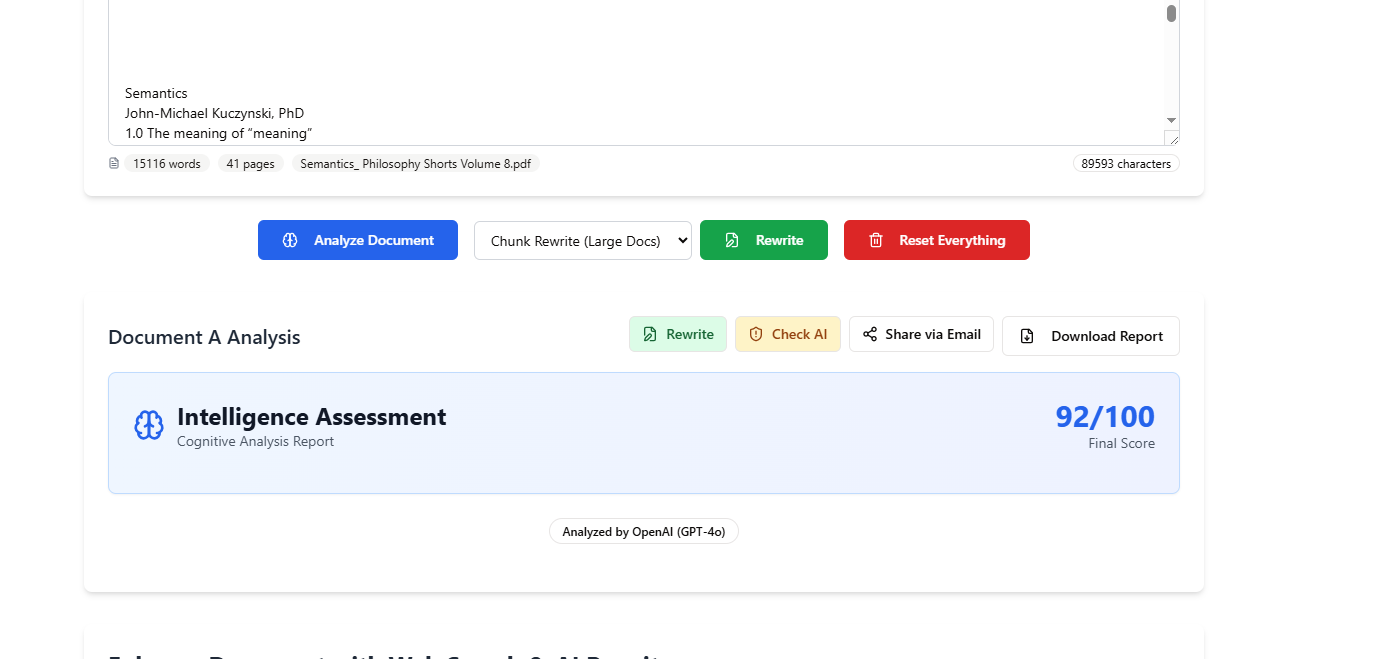 Semantics
John-Michael Kuczynski, PhD
1.0 The meaning of “meaning”
15116 words
41 pages
Semantics_ Philosophy Shorts Volume 8.pdf
89593 characters
Analyze Document
Chunk Rewrite (Large Docs)
Rewrite
Reset Everything
Document A Analysis
Rewrite
Check AI
Share via Email
Download Report
Intelligence Assessment
Cognitive Analysis Report
92/100
Final Score
Analyzed by OpenAI (GPT-4o)